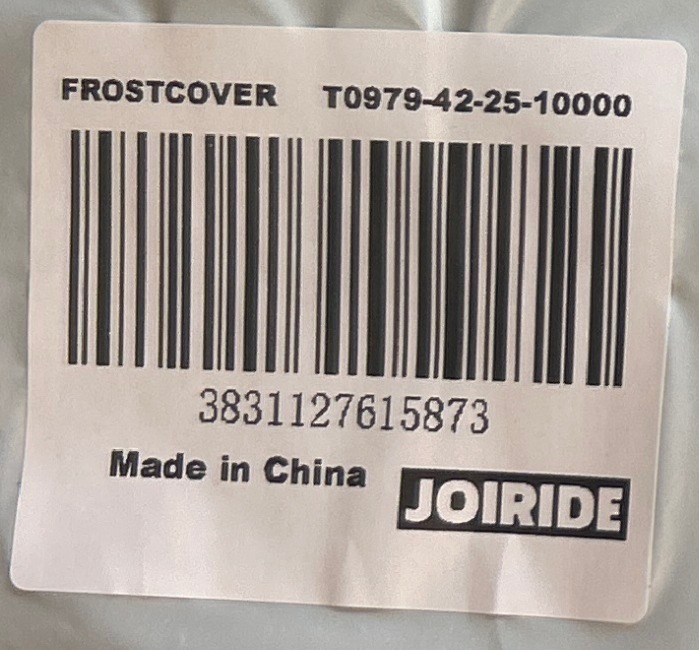 FROSTCOVER T0979-42-25-10000
3831127615873
Made in China
JOIRIDE